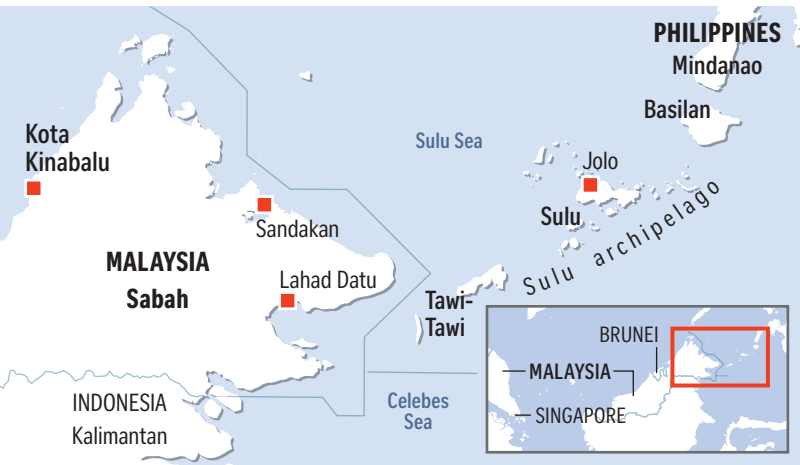 PHILIPPINES
Mindanao
Basilan
Kota
Kinabalu
Sulu Sea
Jolo
Sulu
Sulu archipelago
Sandakan
MALAYSIA
Sabah
Lahad Datu
Tawi-
Tawi
INDONESIA
Kalimantan
Celebes
Sea
BRUNEI
MALAYSIA
SINGAPORE